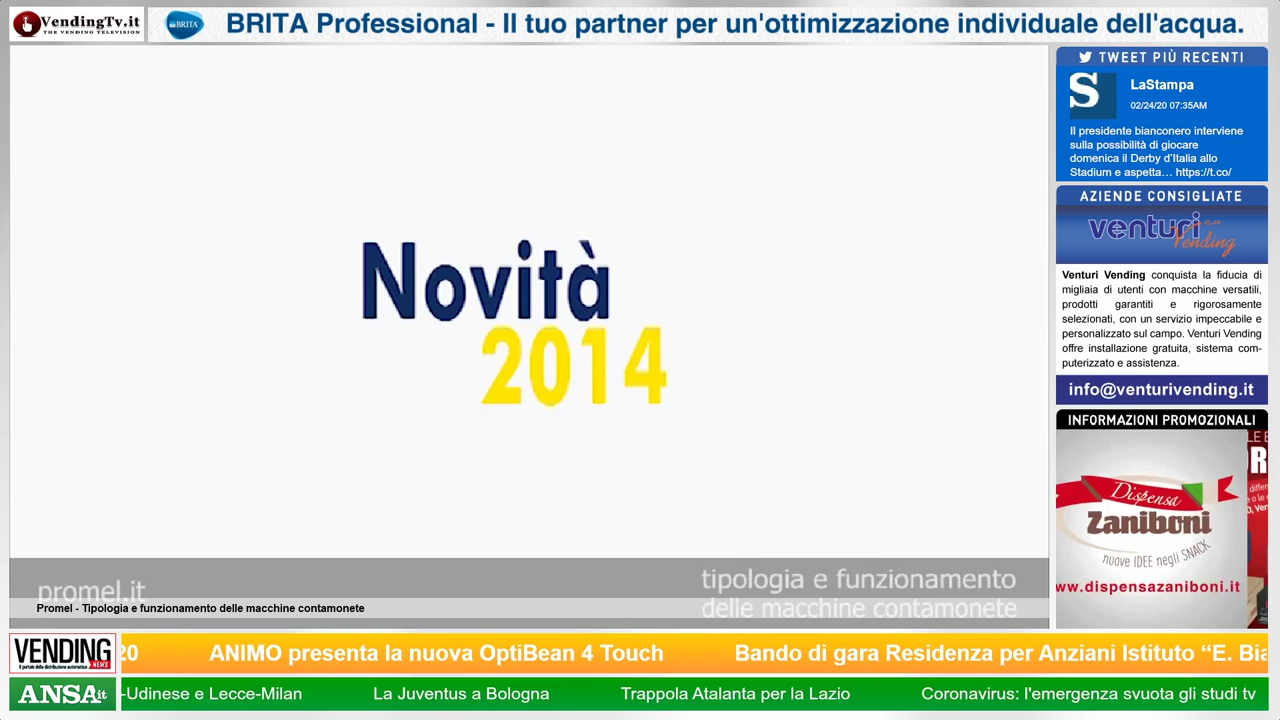 VendingTv.it
THE VENDING TELEVISION
BRITA
BRITA Professional - Il tuo partner per un'ottimizzazione individuale dell'acqua.
Novità
2014
promel.it
tipologia e funzionamento
delle macchine contamonete
Promel - Tipologia e funzionamento delle macchine contamonete
TWEET PIÙ RECENTI
S
LaStampa
02/24/20 07:35AM
Il presidente bianconero interviene
sulla possibilità di giocare
domenica il Derby d'Italia allo
Stadium e aspetta… https://t.co/
AZIENDE CONSIGLIATE
venturi
Vending
Venturi Vending conquista la fiducia di
migliaia di utenti con macchine versatili,
prodotti garantiti e rigorosamente
selezionati, con un servizio impeccabile e
personalizzato sul campo. Venturi Vending
offre installazione gratuita, sistema com-
puterizzato e assistenza.
info@venturivending.it
INFORMAZIONI PROMOZIONALI
Dispensa
Zaniboni
nuove IDEE negli SNACK
www.dispensazaniboni.it
VENDING
NEWS
Il portale della distribuzione automatica
20 ANIMO presenta la nuova OptiBean 4 Touch Bando di gara Residenza per Anziani Istituto “E. Bia
ANSA.it
-Udinese e Lecce-Milan La Juventus a Bologna Trappola Atalanta per la Lazio Coronavirus: l'emergenza svuota gli studi tv